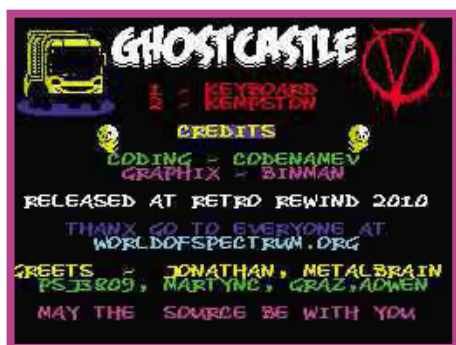 GHOSTCASTLE
1 - KEYBOARD
2 - KEMPSTON
CREDITS
CODING - CODENAMEV
GRAPHIX - BINMAN
RELEASED AT RETRO REWIND 2010
THANX GO TO EVERYONE AT
WORLDOFSPECTRUM.ORG
GREETS - JONATHAN, METALBRAIN
PSJ3809, MARTYNC, GRAZ,AOWEN
MAY THE SOURCE BE WITH YOU